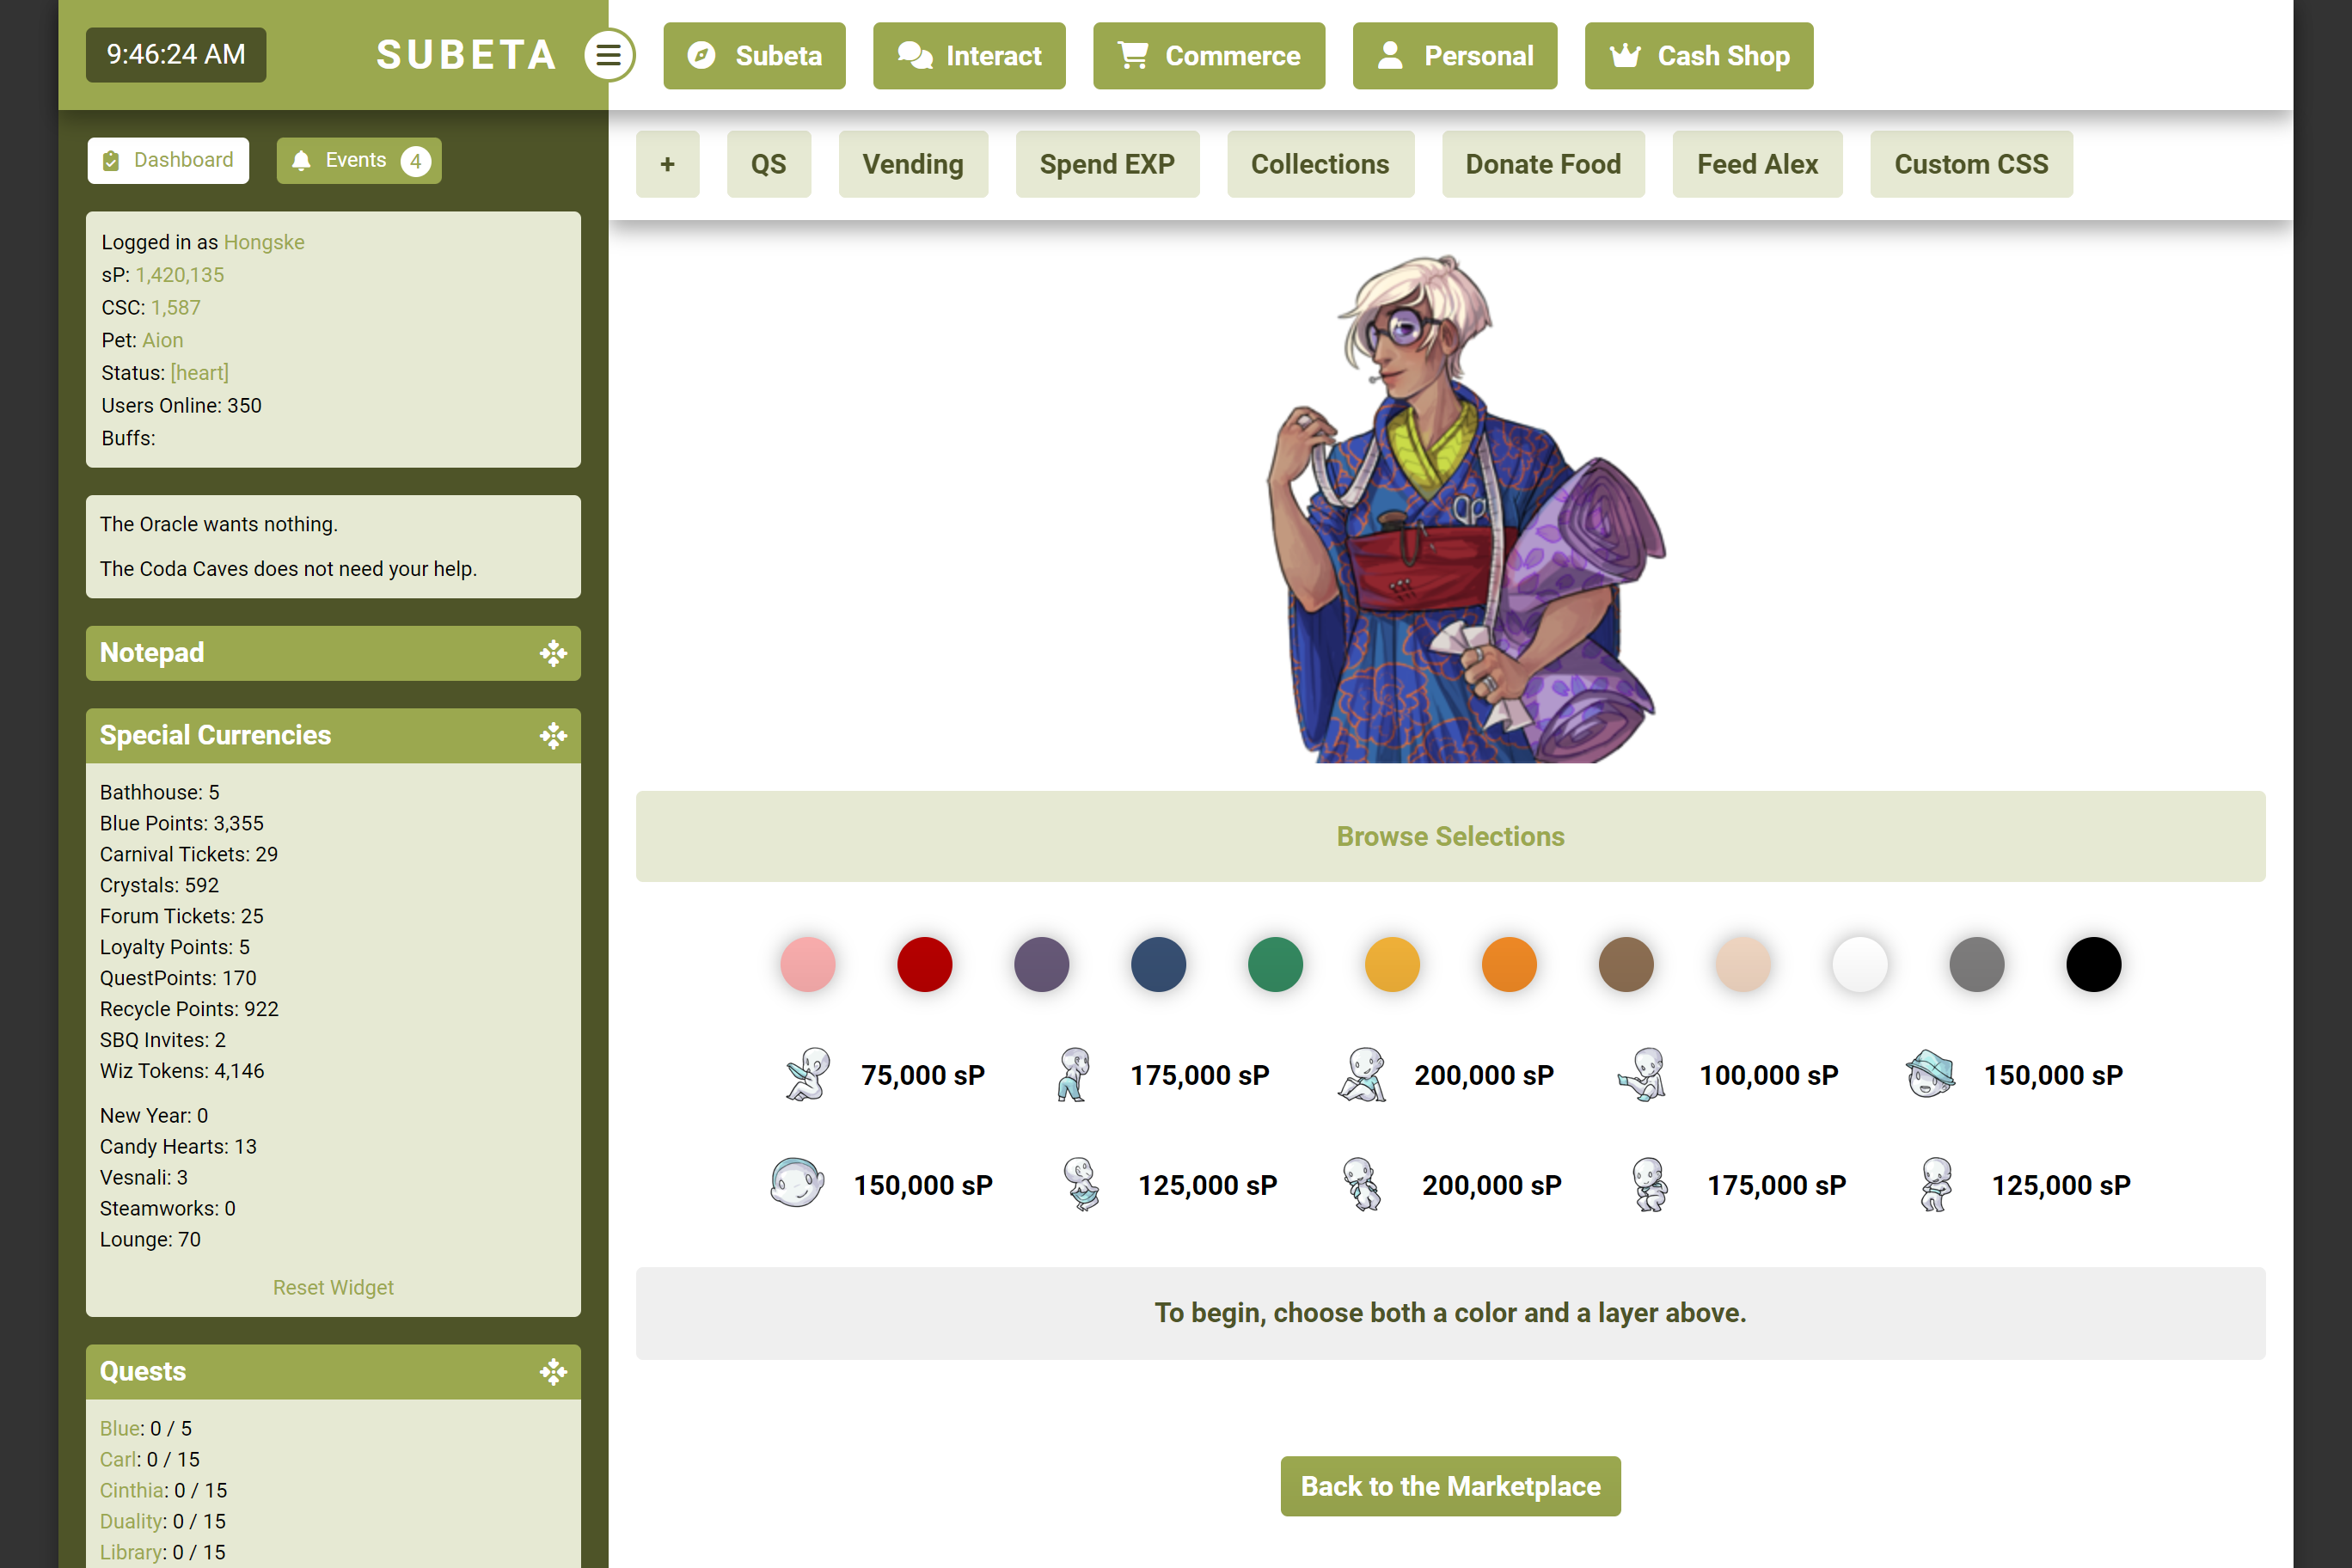 9:46:24 AM
SUBETA
Subeta
Interact
Commerce
Personal
Cash Shop
Dashboard
Events 4
+
QS
Vending
Spend EXP
Collections
Donate Food
Feed Alex
Custom CSS
Logged in as Hongske
sP: 1,420,135
CSC: 1,587
Pet: Aion
Status: [heart]
Users Online: 350
Buffs:
The Oracle wants nothing.
The Coda Caves does not need your help.
Notepad
Special Currencies
Bathhouse: 5
Blue Points: 3,355
Carnival Tickets: 29
Crystals: 592
Forum Tickets: 25
Loyalty Points: 5
QuestPoints: 170
Recycle Points: 922
SBQ Invites: 2
Wiz Tokens: 4,146
New Year: 0
Candy Hearts: 13
Vesnali: 3
Steamworks: 0
Lounge: 70
Reset Widget
Quests
Blue: 0 / 5
Carl: 0 / 15
Cinthia: 0 / 15
Duality: 0 / 15
Library: 0 / 15
Browse Selections
75,000 sP
175,000 sP
200,000 sP
100,000 sP
150,000 sP
150,000 sP
125,000 sP
200,000 sP
175,000 sP
125,000 sP
To begin, choose both a color and a layer above.
Back to the Marketplace